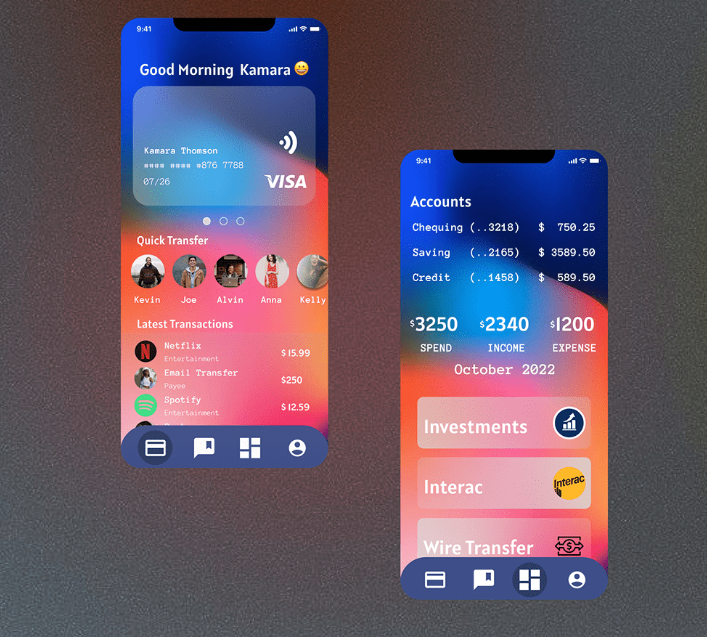 9:41
Good Morning Kamara 😀
Kamara Thomson
**** **** *876 7788
07/26
VISA
Quick Transfer
Kevin Joe Alvin Anna Kelly
Latest Transactions
Netflix
Entertainment
$15.99
Email Transfer
Payee
$250
Spotify
Entertainment
$12.59
9:41
Accounts
Chequing (..3218) $ 750.25
Saving (..2165) $ 3589.50
Credit (..1458) $ 589.50
$3250 $2340 $1200
SPEND INCOME EXPENSE
October 2022
Investments
Interac
Interac
Wire Transfer